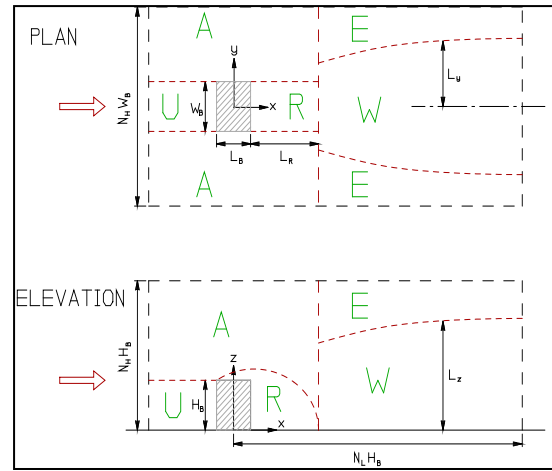 PLAN
A
E
y
N_H W_B
U
W_B
x
R
W
L_y
L_B
L_R
A
E
ELEVATION
E
A
z
N_H H_B
U
H_B
R
W
L_z
x
N_L H_B